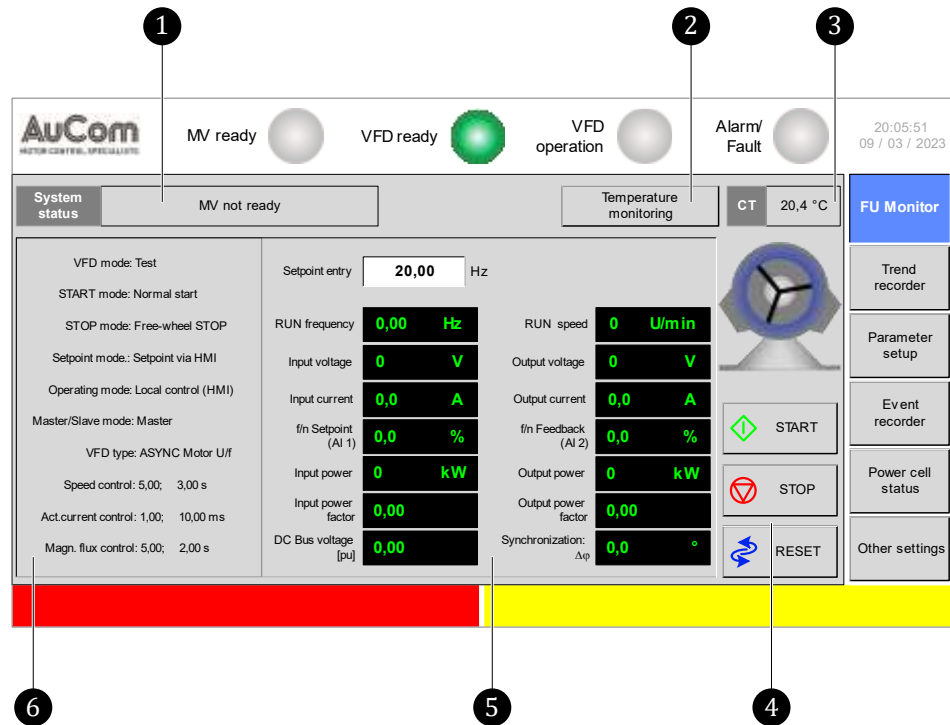 1
2
3
AuCom
MOTOR CONTROL SPECIALISTS
MV ready
VFD ready
VFD
operation
Alarm/
Fault
20:05:51
09 / 03 / 2023
System
status
MV not ready
Temperature
monitoring
CT
20,4 °C
FU Monitor
VFD mode: Test
START mode: Normal start
STOP mode: Free-wheel STOP
Setpoint mode.: Setpoint via HMI
Operating mode: Local control (HMI)
Master/Slave mode: Master
VFD type: ASYNC Motor U/f
Speed control: 5,00; 3,00 s
Act.current control: 1,00; 10,00 ms
Magn. flux control: 5,00; 2,00 s
Setpoint entry 20,00 Hz
RUN frequency 0,00 Hz
Input voltage 0 V
Input current 0,0 A
f/n Setpoint
(AI 1) 0,0 %
Input power 0 kW
Input power
factor 0,00
DC Bus voltage
[pu] 0,00
RUN speed 0 U/min
Output voltage 0 V
Output current 0,0 A
f/n Feedback
(AI 2) 0,0 %
Output power 0 kW
Output power
factor 0,00
Synchronization:
Δφ 0,0 °
START
STOP
RESET
Trend
recorder
Parameter
setup
Event
recorder
Power cell
status
Other settings
6
5
4